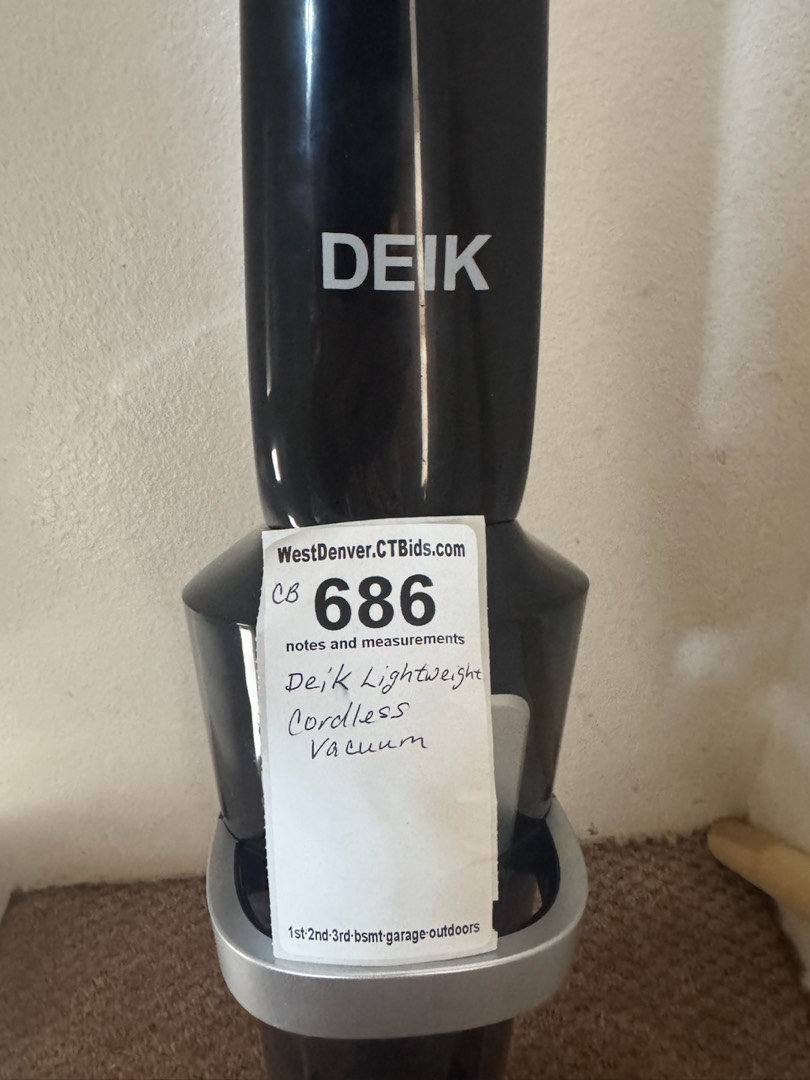 DEIK
WestDenver.CTBids.com
CB 686
notes and measurements
Deik Lightweight
Cordless
Vacuum
1st·2nd·3rd·bsmt·garage·outdoors